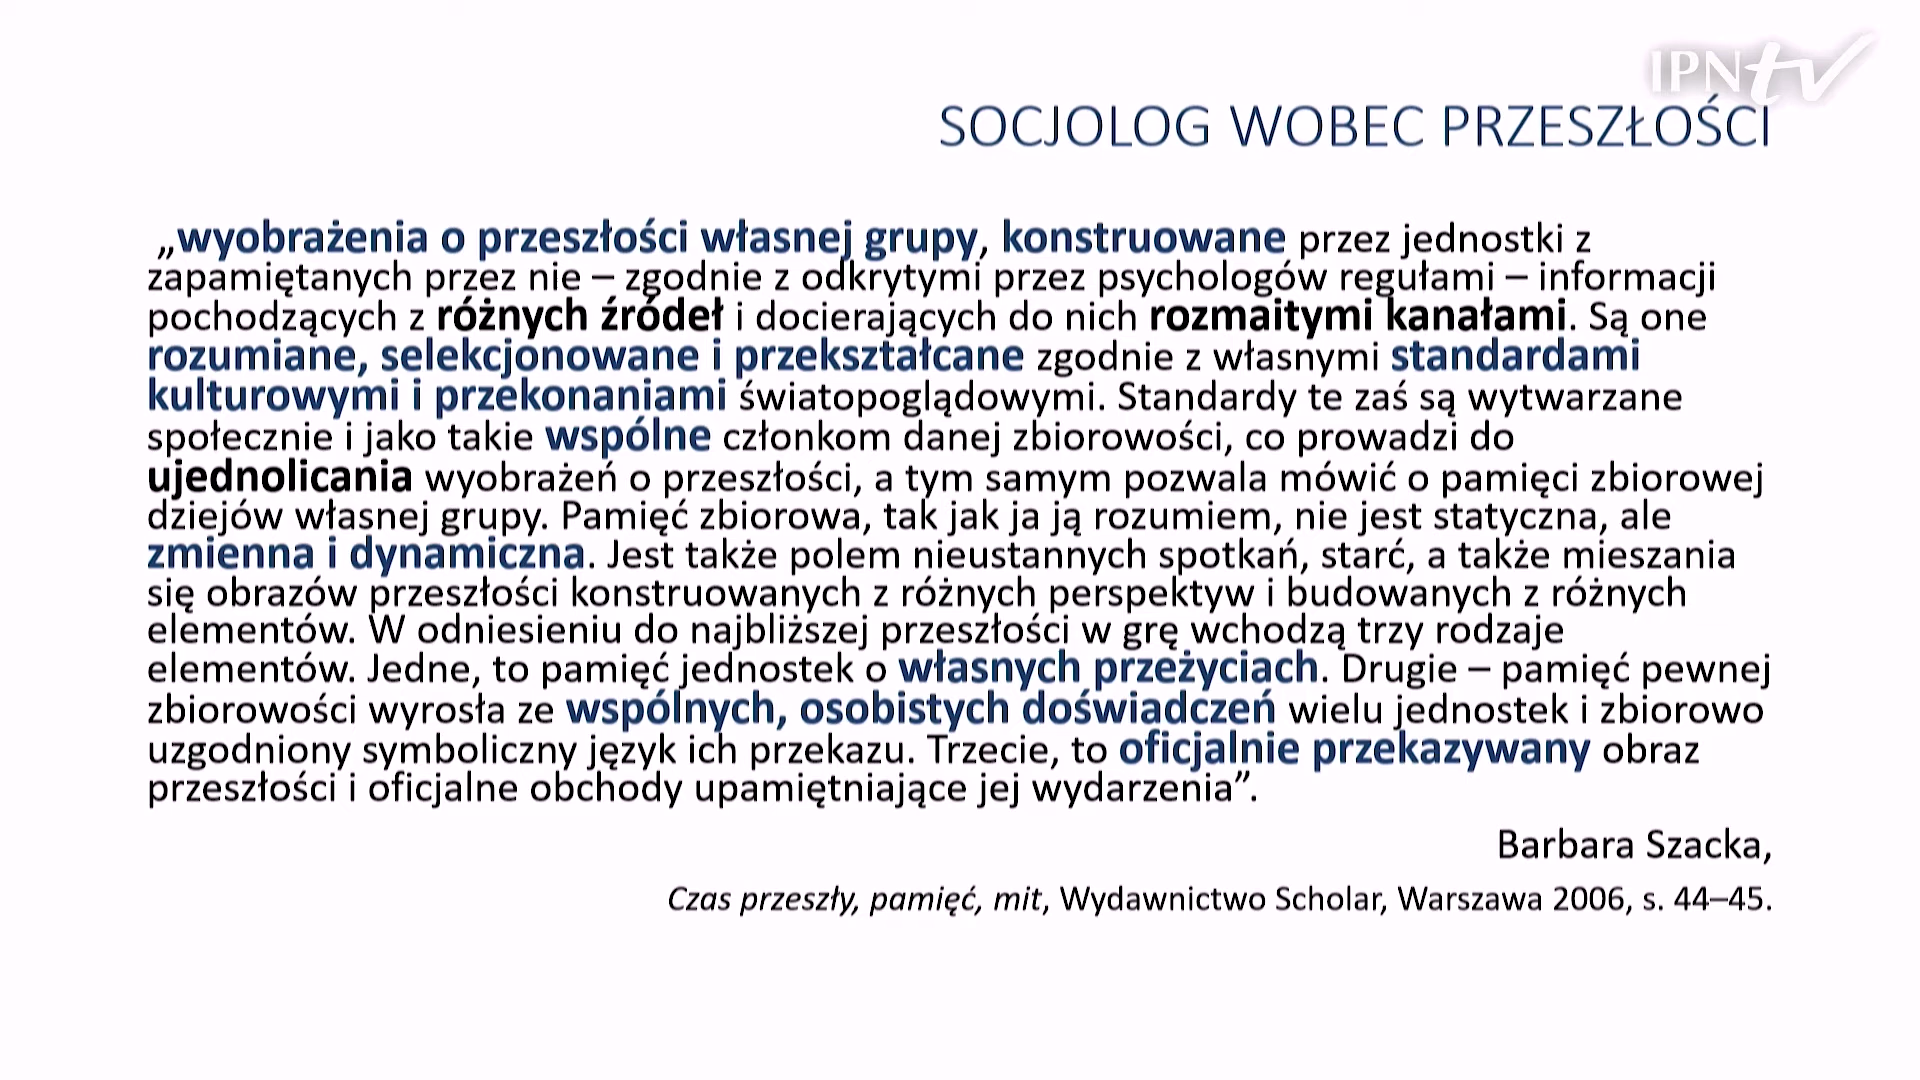 IPNtv
SOCJOLOG WOBEC PRZESZŁOŚCI
„wyobrażenia o przeszłości własnej grupy, konstruowane przez jednostki z
zapamiętanych przez nie – zgodnie z odkrytymi przez psychologów regułami – informacji
pochodzących z różnych źródeł i docierających do nich rozmaitymi kanałami. Są one
rozumiane, selekcjonowane i przekształcane zgodnie z własnymi standardami
kulturowymi i przekonaniami światopoglądowymi. Standardy te zaś są wytwarzane
społecznie i jako takie wspólne członkom danej zbiorowości, co prowadzi do
ujednolicania wyobrażeń o przeszłości, a tym samym pozwala mówić o pamięci zbiorowej
dziejów własnej grupy. Pamięć zbiorowa, tak jak ja ją rozumiem, nie jest statyczna, ale
zmienna i dynamiczna. Jest także polem nieustannych spotkań, starć, a także mieszania
się obrazów przeszłości konstruowanych z różnych perspektyw i budowanych z różnych
elementów. W odniesieniu do najbliższej przeszłości w grę wchodzą trzy rodzaje
elementów. Jedne, to pamięć jednostek o własnych przeżyciach. Drugie – pamięć pewnej
zbiorowości wyrosła ze wspólnych, osobistych doświadczeń wielu jednostek i zbiorowo
uzgodniony symboliczny język ich przekazu. Trzecie, to oficjalnie przekazywany obraz
przeszłości i oficjalne obchody upamiętniające jej wydarzenia”.
Barbara Szacka,
Czas przeszły, pamięć, mit, Wydawnictwo Scholar, Warszawa 2006, s. 44–45.